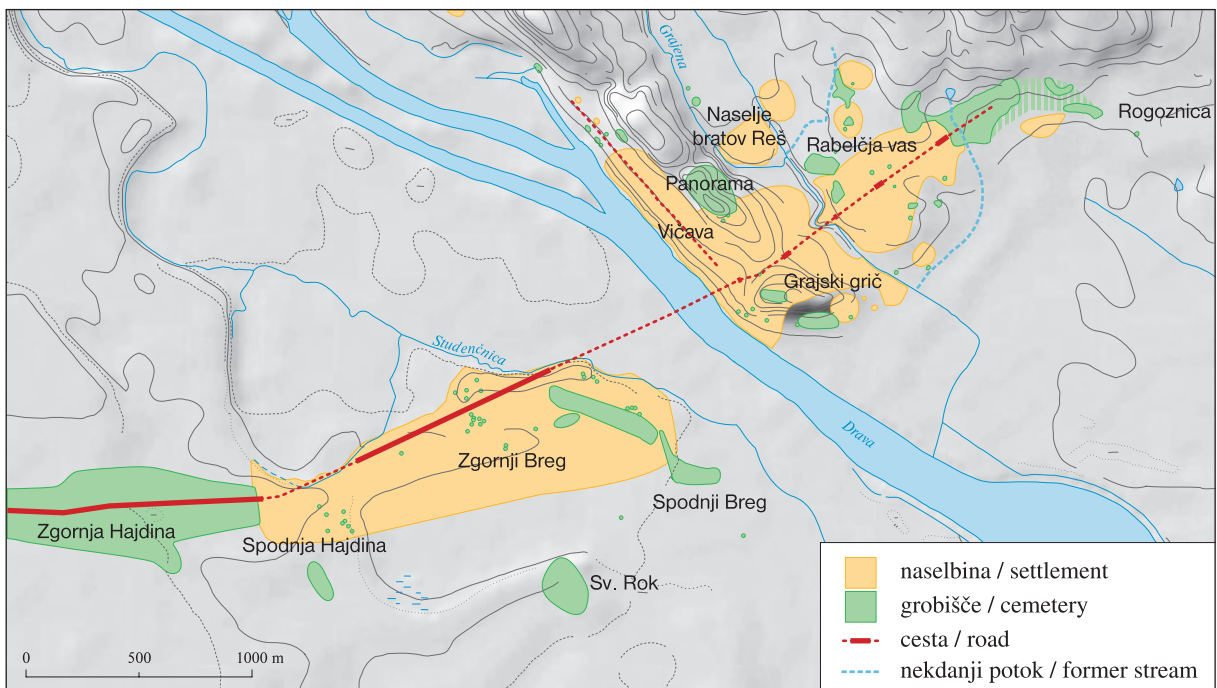 Grajena
Naselje
bratov Reš
Rabelčja vas
Rogoznica
Panorama
Vičava
Grajski grič
Studenčnica
Drava
Zgornji Breg
Spodnji Breg
Zgornja Hajdina
Spodnja Hajdina
Sv. Rok
naselbina / settlement
grobišče / cemetery
cesta / road
nekdanji potok / former stream
0 500 1000 m